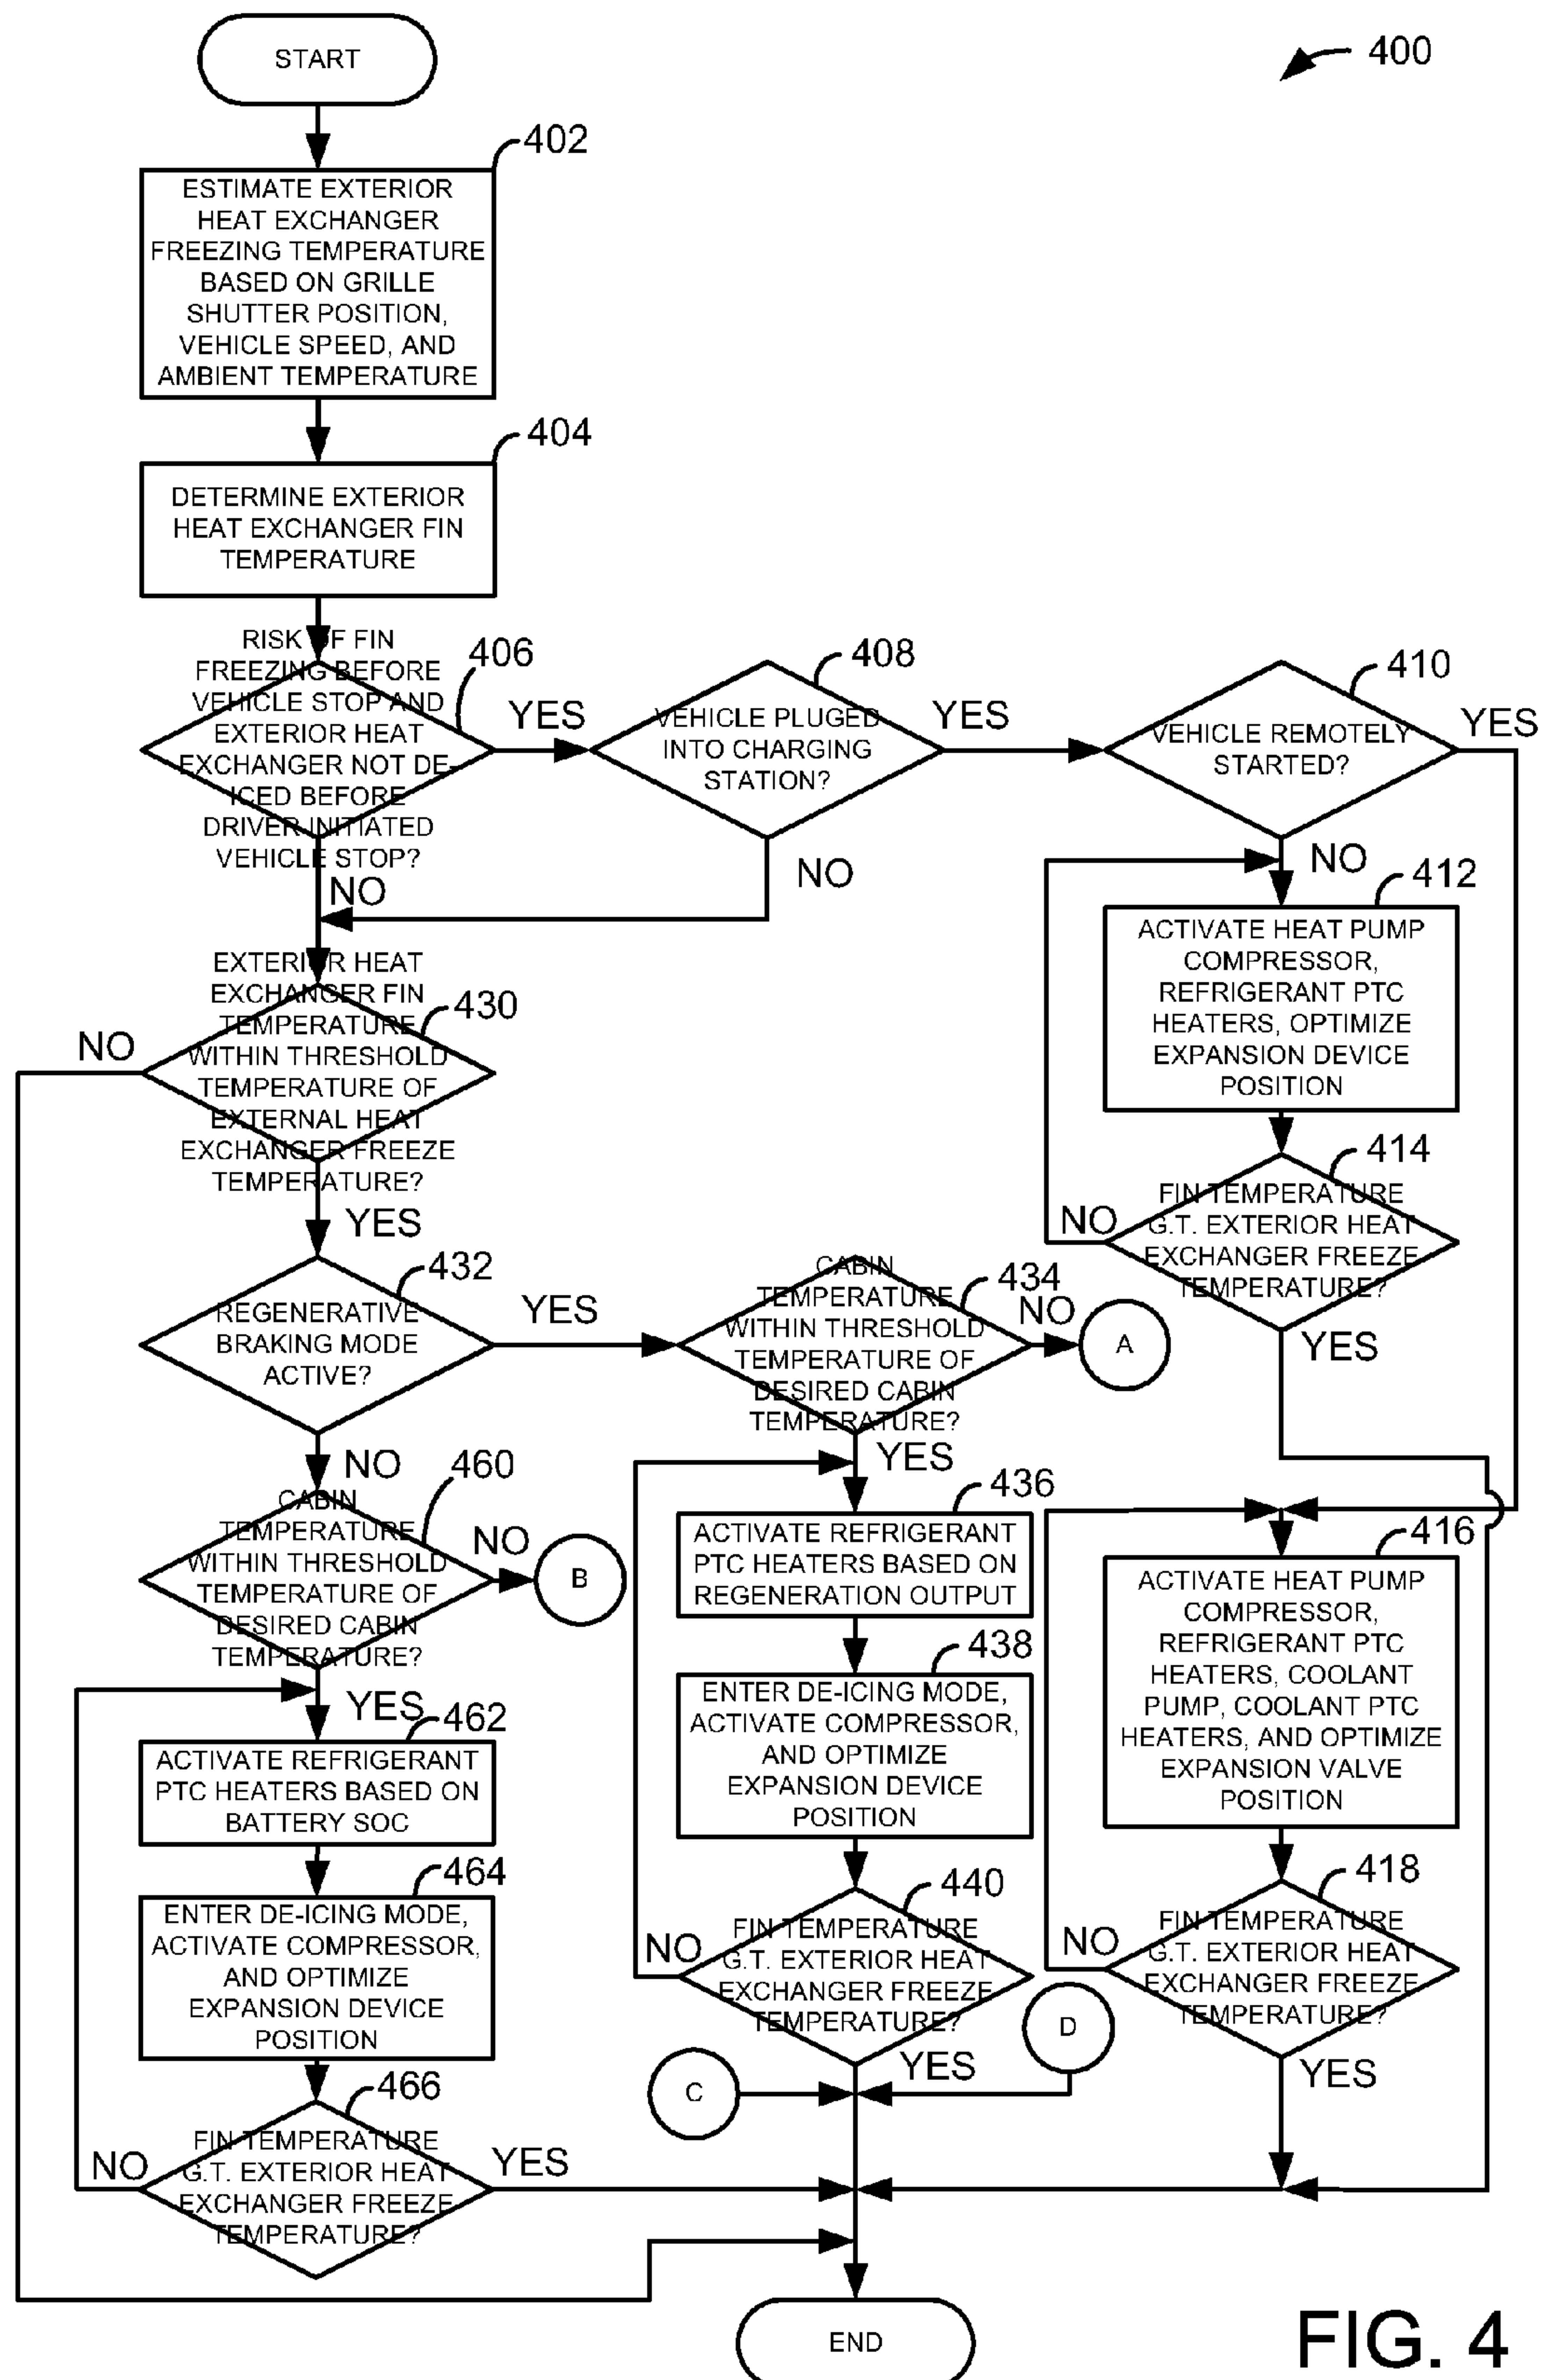 START
400
402
ESTIMATE EXTERIOR
HEAT EXCHANGER
FREEZING TEMPERATURE
BASED ON GRILLE
SHUTTER POSITION,
VEHICLE SPEED, AND
AMBIENT TEMPERATURE
404
DETERMINE EXTERIOR
HEAT EXCHANGER FIN
TEMPERATURE
406
RISK OF FIN
FREEZING BEFORE
VEHICLE STOP AND
EXTERIOR HEAT
EXCHANGER NOT DE-
ICED BEFORE
DRIVER INITIATED
VEHICLE STOP?
YES
NO
408
VEHICLE PLUGED
INTO CHARGING
STATION?
YES
NO
410
VEHICLE REMOTELY
STARTED?
YES
NO
412
ACTIVATE HEAT PUMP
COMPRESSOR,
REFRIGERANT PTC
HEATERS, OPTIMIZE
EXPANSION DEVICE
POSITION
414
FIN TEMPERATURE
G.T. EXTERIOR HEAT
EXCHANGER FREEZE
TEMPERATURE?
NO
YES
430
EXTERIOR HEAT
EXCHANGER FIN
TEMPERATURE
WITHIN THRESHOLD
TEMPERATURE OF
EXTERNAL HEAT
EXCHANGER FREEZE
TEMPERATURE?
NO
YES
432
REGENERATIVE
BRAKING MODE
ACTIVE?
YES
NO
434
CABIN
TEMPERATURE
WITHIN THRESHOLD
TEMPERATURE OF
DESIRED CABIN
TEMPERATURE?
NO
A
YES
436
ACTIVATE REFRIGERANT
PTC HEATERS BASED ON
REGENERATION OUTPUT
438
ENTER DE-ICING MODE,
ACTIVATE COMPRESSOR,
AND OPTIMIZE
EXPANSION DEVICE
POSITION
440
FIN TEMPERATURE
G.T. EXTERIOR HEAT
EXCHANGER FREEZE
TEMPERATURE?
NO
YES
C
D
416
ACTIVATE HEAT PUMP
COMPRESSOR,
REFRIGERANT PTC
HEATERS, COOLANT
PUMP, COOLANT PTC
HEATERS, AND OPTIMIZE
EXPANSION VALVE
POSITION
418
FIN TEMPERATURE
G.T. EXTERIOR HEAT
EXCHANGER FREEZE
TEMPERATURE?
NO
YES
460
CABIN
TEMPERATURE
WITHIN THRESHOLD
TEMPERATURE OF
DESIRED CABIN
TEMPERATURE?
NO
B
YES
462
ACTIVATE REFRIGERANT
PTC HEATERS BASED ON
BATTERY SOC
464
ENTER DE-ICING MODE,
ACTIVATE COMPRESSOR,
AND OPTIMIZE
EXPANSION DEVICE
POSITION
466
FIN TEMPERATURE
G.T. EXTERIOR HEAT
EXCHANGER FREEZE
TEMPERATURE?
NO
YES
END
FIG. 4